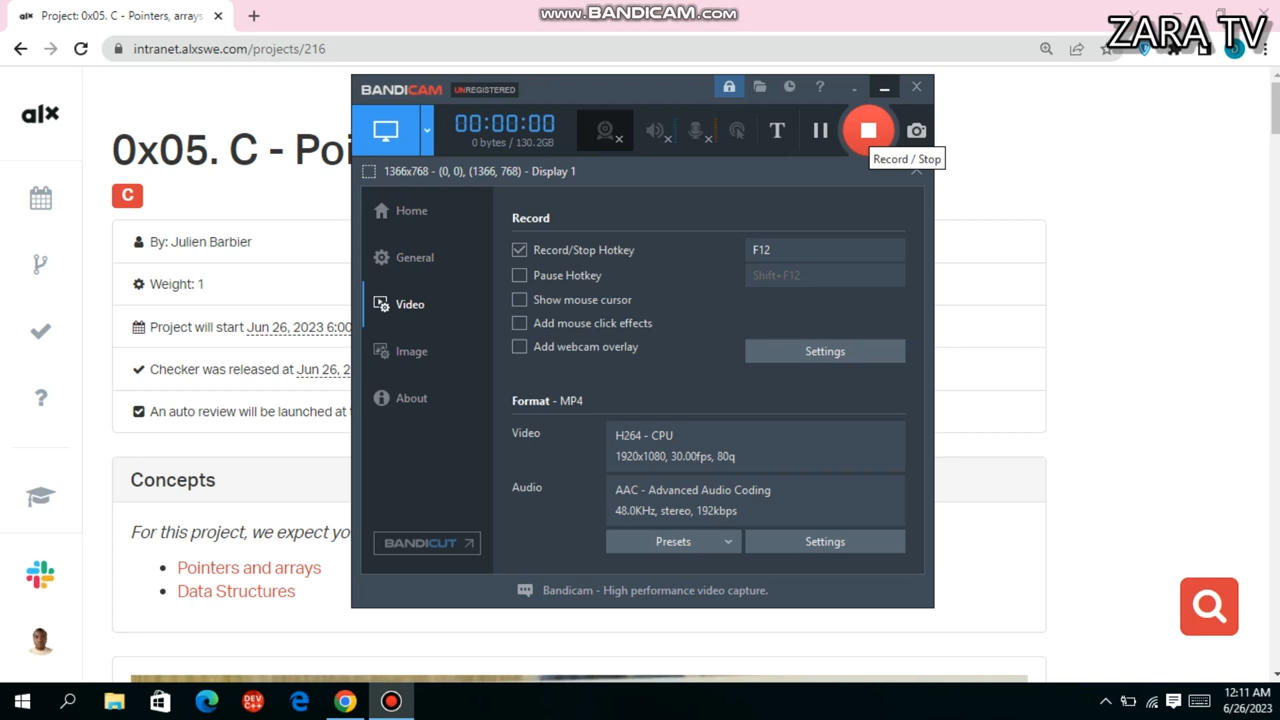 www.BANDICAM.com
ZARA TV
alx Project: 0x05. C - Pointers, arrays
intranet.alxswe.com/projects/216
alx
0x05. C - Poi
C
By: Julien Barbier
Weight: 1
Project will start Jun 26, 2023 6:00
Checker was released at Jun 26, 2
An auto review will be launched at t
Concepts
For this project, we expect yo
Pointers and arrays
Data Structures
BANDICAM UNREGISTERED
00:00:00
0 bytes / 130.2GB
T
Record / Stop
1366x768 - (0, 0), (1366, 768) - Display 1
Home
General
Video
Image
About
BANDICUT
Record
Record/Stop Hotkey F12
Pause Hotkey Shift+F12
Show mouse cursor
Add mouse click effects
Add webcam overlay
Settings
Format - MP4
Video
H264 - CPU
1920x1080, 30.00fps, 80q
Audio
AAC - Advanced Audio Coding
48.0KHz, stereo, 192kbps
Presets Settings
Bandicam - High performance video capture.
DEV C++
12:11 AM
6/26/2023